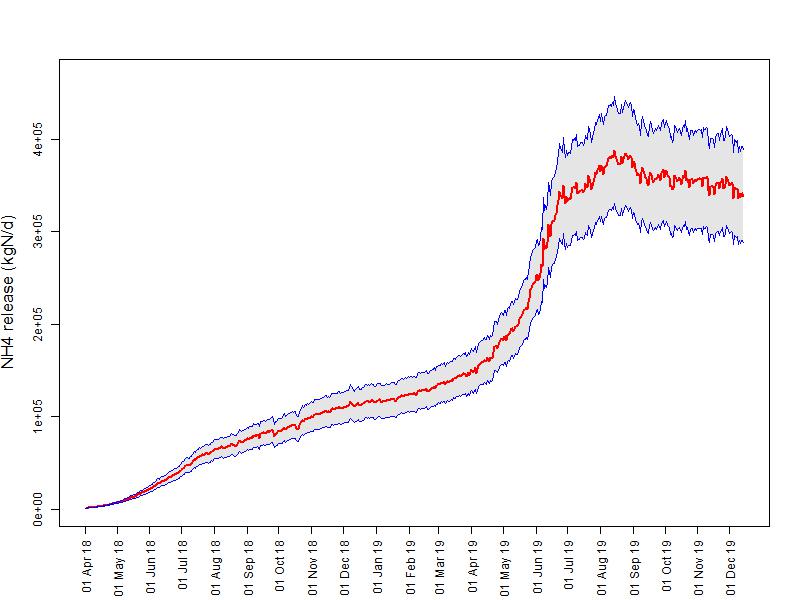 NH4 release (kgN/d)
4e+05
3e+05
2e+05
1e+05
0e+00
01 Apr 18
01 May 18
01 Jun 18
01 Jul 18
01 Aug 18
01 Sep 18
01 Oct 18
01 Nov 18
01 Dec 18
01 Jan 19
01 Feb 19
01 Mar 19
01 Apr 19
01 May 19
01 Jun 19
01 Jul 19
01 Aug 19
01 Sep 19
01 Oct 19
01 Nov 19
01 Dec 19